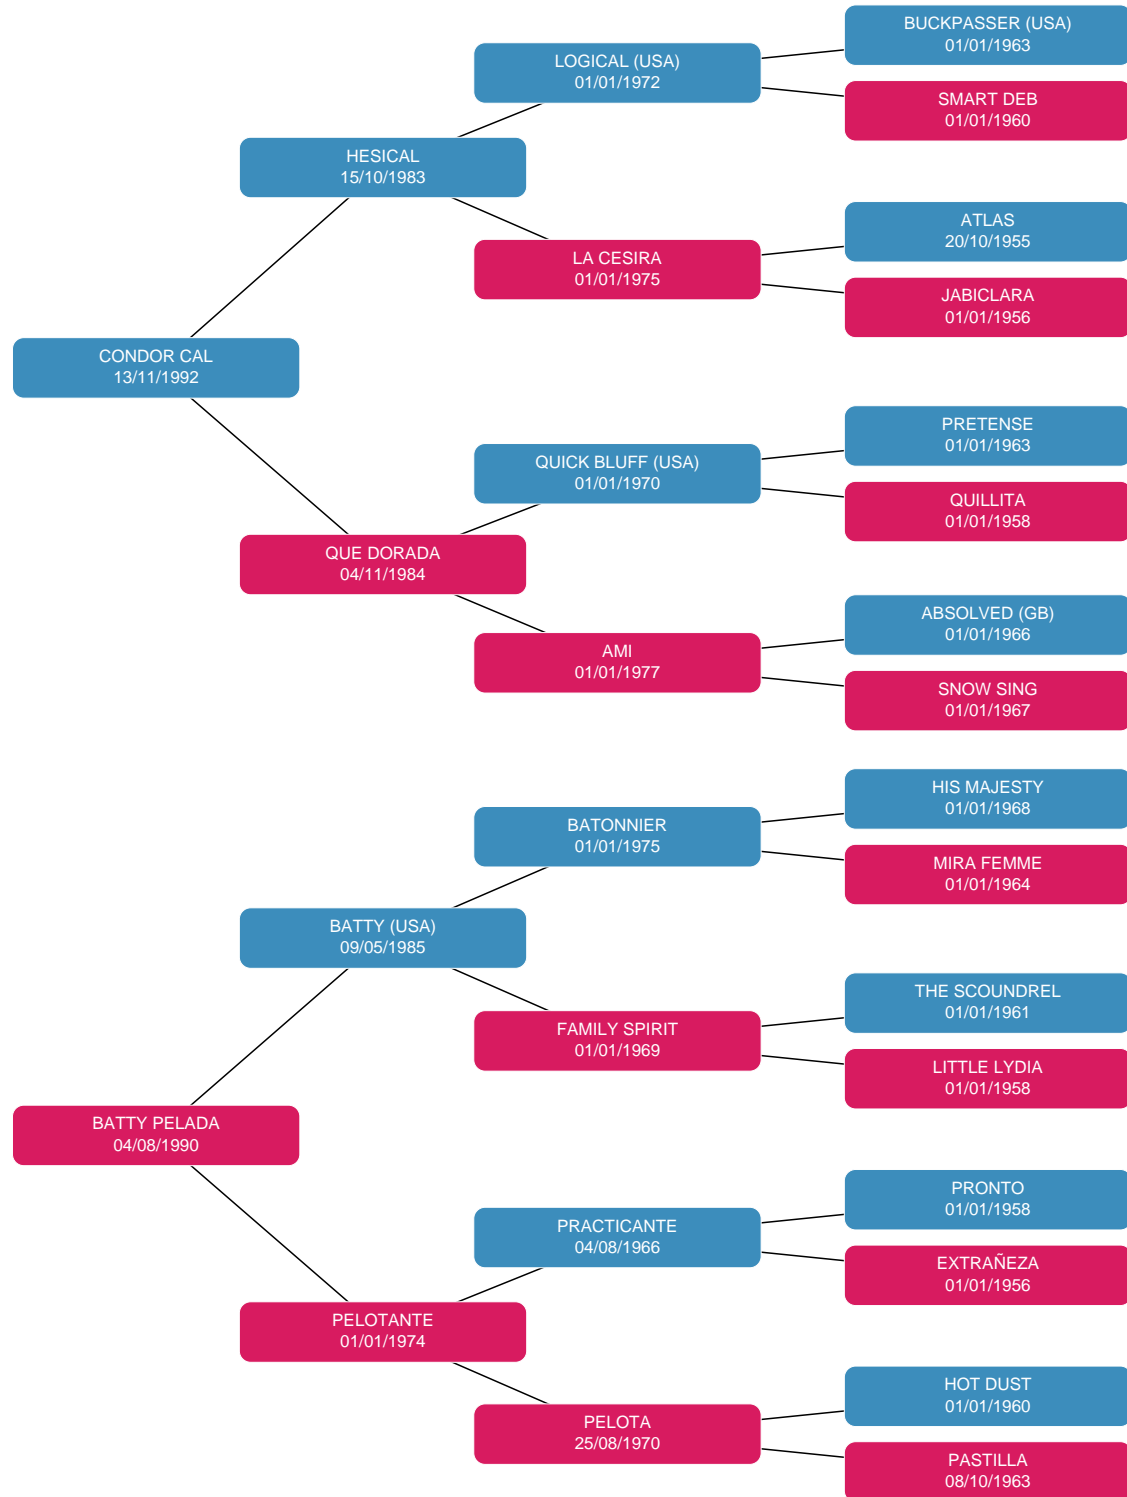 BUCKPASSER (USA)
01/01/1963
LOGICAL (USA)
01/01/1972
SMART DEB
01/01/1960
HESICAL
15/10/1983
ATLAS
20/10/1955
LA CESIRA
01/01/1975
JABICLARA
01/01/1956
CONDOR CAL
13/11/1992
PRETENSE
01/01/1963
QUICK BLUFF (USA)
01/01/1970
QUILLITA
01/01/1958
QUE DORADA
04/11/1984
ABSOLVED (GB)
01/01/1966
AMI
01/01/1977
SNOW SING
01/01/1967
HIS MAJESTY
01/01/1968
BATONNIER
01/01/1975
MIRA FEMME
01/01/1964
BATTY (USA)
09/05/1985
THE SCOUNDREL
01/01/1961
FAMILY SPIRIT
01/01/1969
LITTLE LYDIA
01/01/1958
BATTY PELADA
04/08/1990
PRONTO
01/01/1958
PRACTICANTE
04/08/1966
EXTRAÑEZA
01/01/1956
PELOTANTE
01/01/1974
HOT DUST
01/01/1960
PELOTA
25/08/1970
PASTILLA
08/10/1963